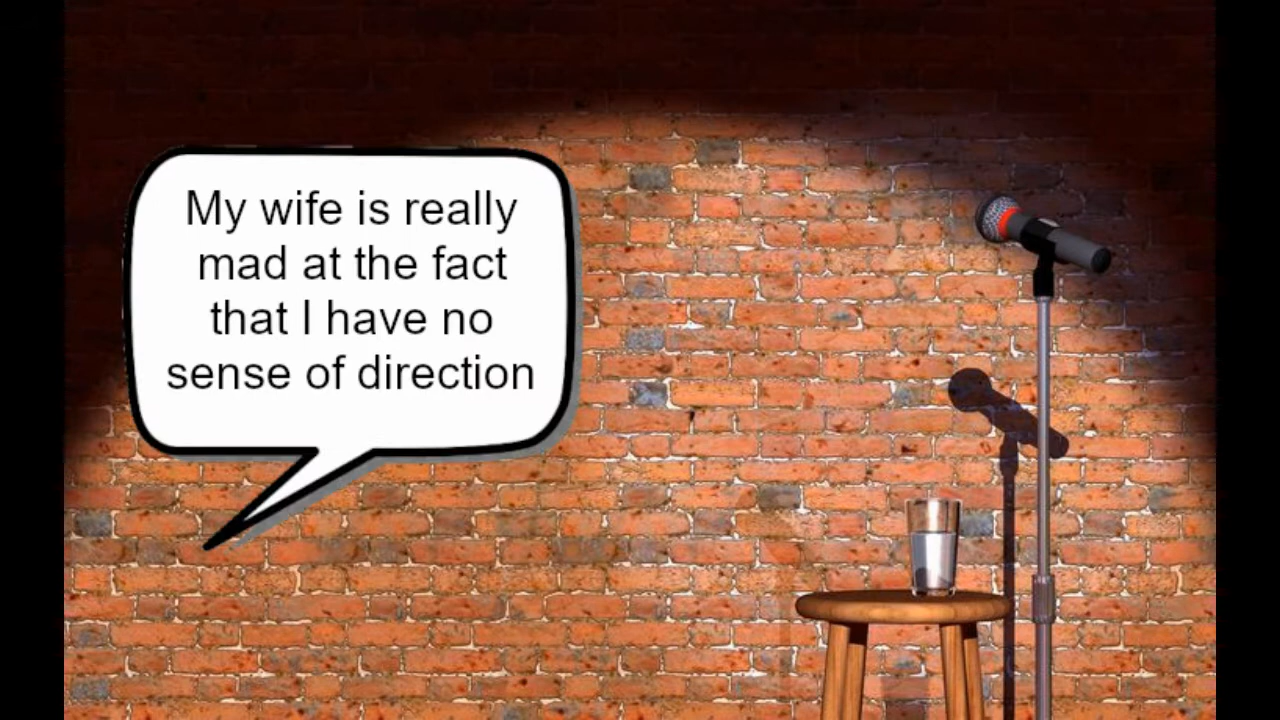 My wife is really
mad at the fact
that I have no
sense of direction